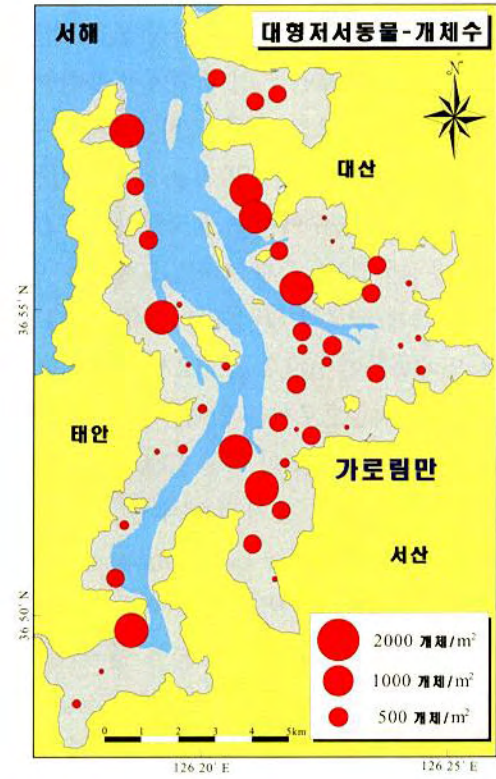 서해
대형저서동물-개체수
N
대산
36 55' N
태안
가로림만
서산
36 50' N
2000 개체/m²
1000 개체/m²
500 개체/m²
0 1 2 3 4 5km
126 20' E
126 25' E